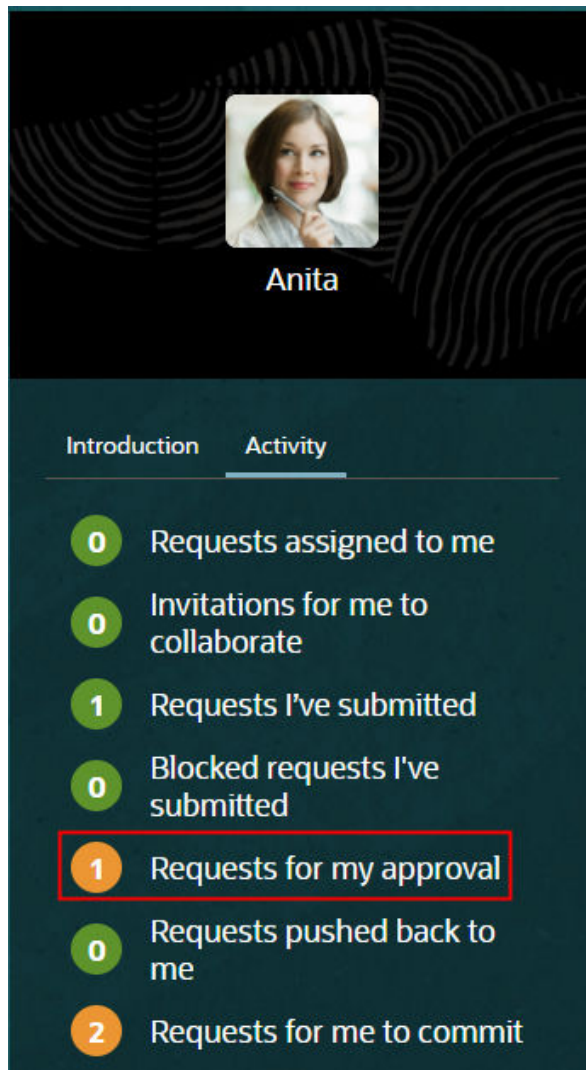 Anita
Introduction Activity
0 Requests assigned to me
0 Invitations for me to
collaborate
1 Requests I've submitted
0 Blocked requests I've
submitted
1 Requests for my approval
0 Requests pushed back to
me
2 Requests for me to commit